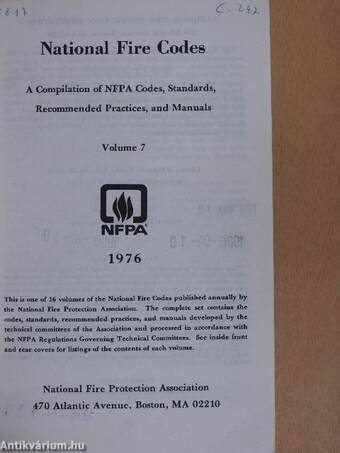 817
C. 242
National Fire Codes
A Compilation of NFPA Codes, Standards,
Recommended Practices, and Manuals
Volume 7
NFPA
1976
This is one of 16 volumes of the National Fire Codes published annually by
the National Fire Protection Association. The complete set contains the
codes, standards, recommended practices, and manuals developed by the
technical committees of the Association and processed in accordance with
the NFPA Regulations Governing Technical Committees. See inside front
and rear covers for listings of the contents of each volume.
National Fire Protection Association
470 Atlantic Avenue, Boston, MA 02210
Antikvárium.hu